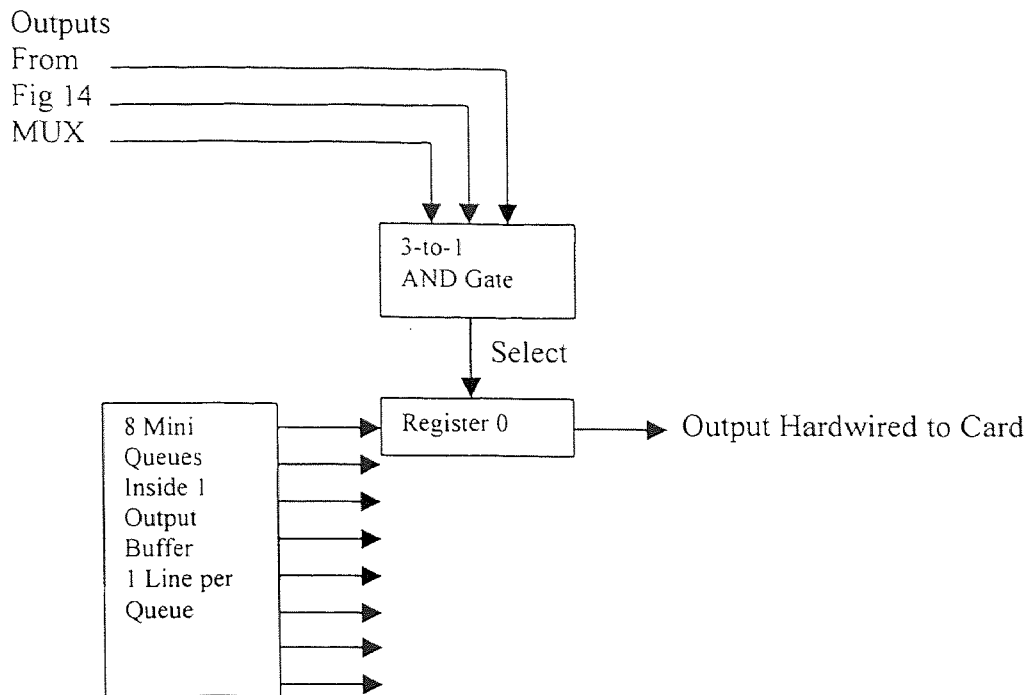 Outputs
From
Fig 14
MUX
3-to-1
AND Gate
Select
Register 0
Output Hardwired to Card
8 Mini
Queues
Inside 1
Output
Buffer
1 Line per
Queue